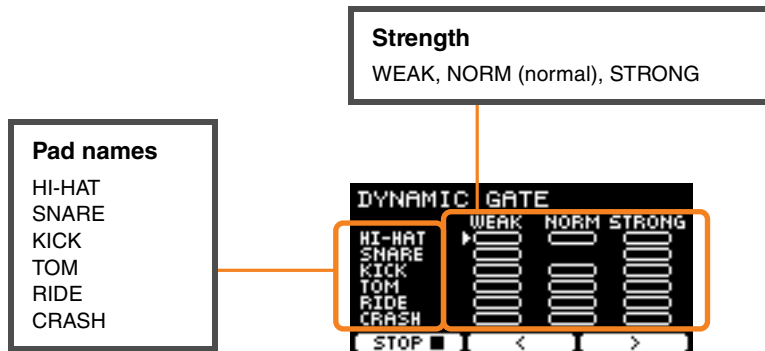 Strength
WEAK, NORM (normal), STRONG
Pad names
HI-HAT
SNARE
KICK
TOM
RIDE
CRASH
DYNAMIC GATE
WEAK NORM STRONG
HI-HAT
SNARE
KICK
TOM
RIDE
CRASH
STOP ■ < >